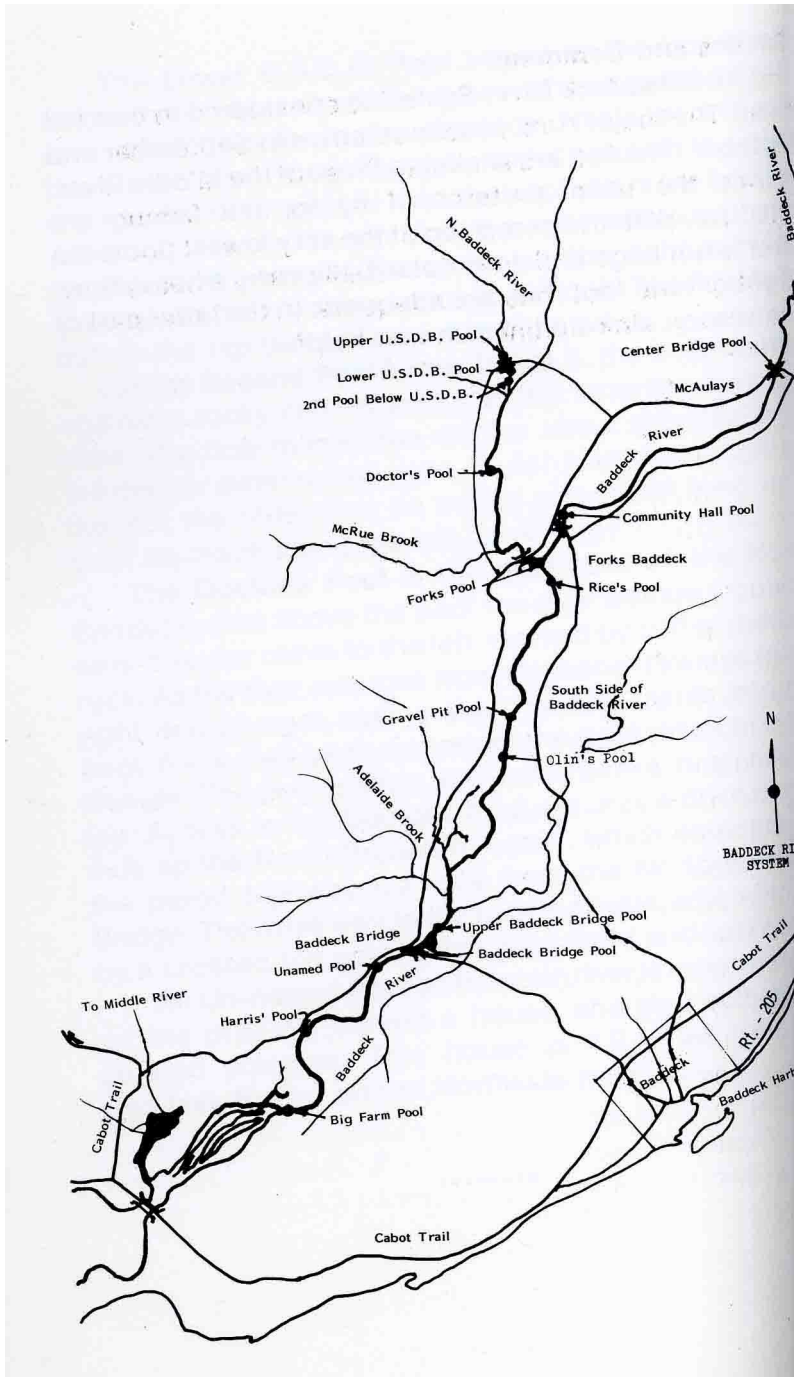 Baddeck River
N.Baddeck River
Upper U.S.D.B. Pool
Center Bridge Pool
Lower U.S.D.B. Pool
McAulays
2nd Pool Below U.S.D.B.
Baddeck River
Doctor's Pool
Community Hall Pool
McRue Brook
Forks Baddeck
Forks Pool
Rice's Pool
South Side of
Baddeck River
Gravel Pit Pool
Olin's Pool
N
Adelaide Brook
BADDECK RI
SYSTEM
Upper Baddeck Bridge Pool
Baddeck Bridge
Baddeck Bridge Pool
Unamed Pool
Cabot Trail
Baddeck River
To Middle River
Harris' Pool
Rt. - 205
Baddeck
Baddeck Harb
Big Farm Pool
Cabot Trail
Cabot Trail